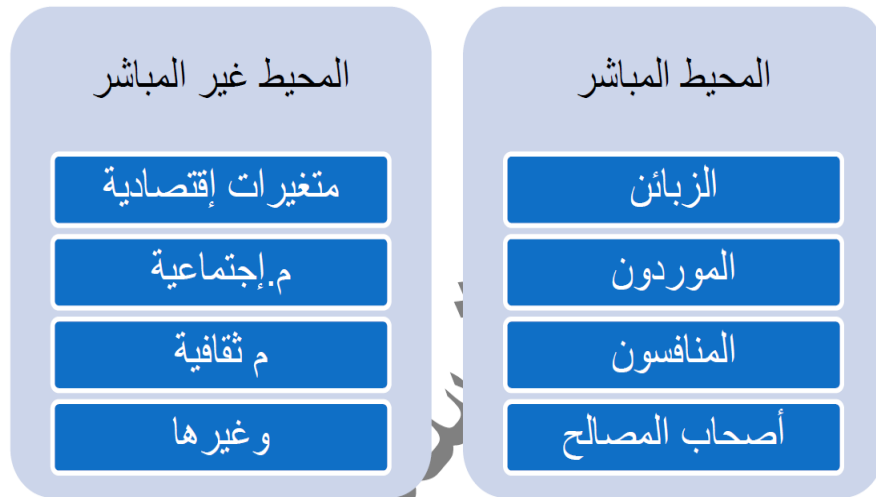 المحيط المباشر
الزبائن
الموردون
المنافسون
أصحاب المصالح
المحيط غير المباشر
متغيرات إقتصادية
م.إجتماعية
م ثقافية
وغيرها